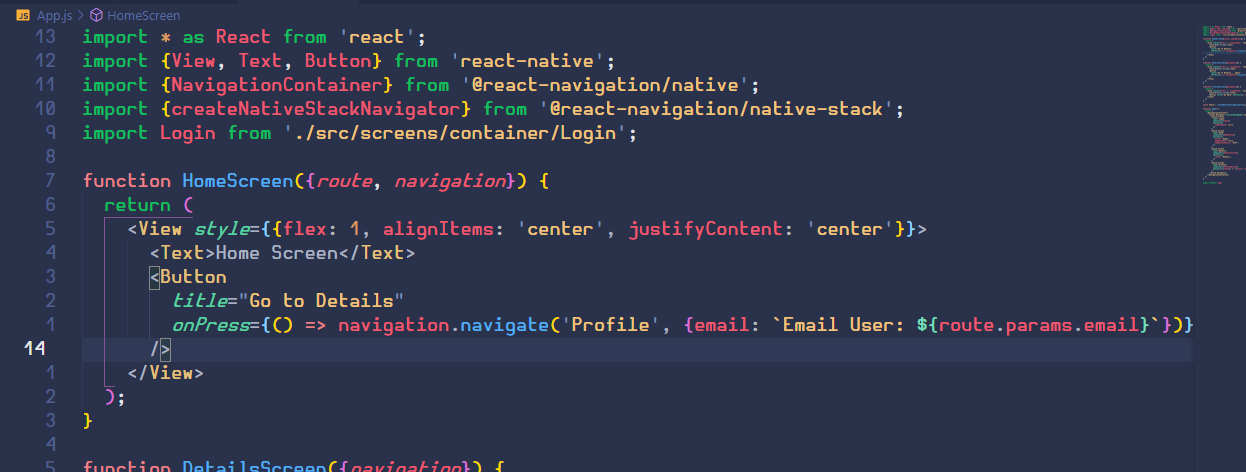 App.js > HomeScreen
13 import * as React from 'react';
12 import {View, Text, Button} from 'react-native';
11 import {NavigationContainer} from '@react-navigation/native';
10 import {createNativeStackNavigator} from '@react-navigation/native-stack';
9 import Login from './src/screens/container/Login';
8
7 function HomeScreen({route, navigation}) {
6   return (
5     <View style={{flex: 1, alignItems: 'center', justifyContent: 'center'}}>
4       <Text>Home Screen</Text>
3       <Button
2         title="Go to Details"
1         onPress={() => navigation.navigate('Profile', {email: `Email User: ${route.params.email}`})}
14       />
1     </View>
2   );
3 }
4
5 function DetailsScreen({navigation}) {